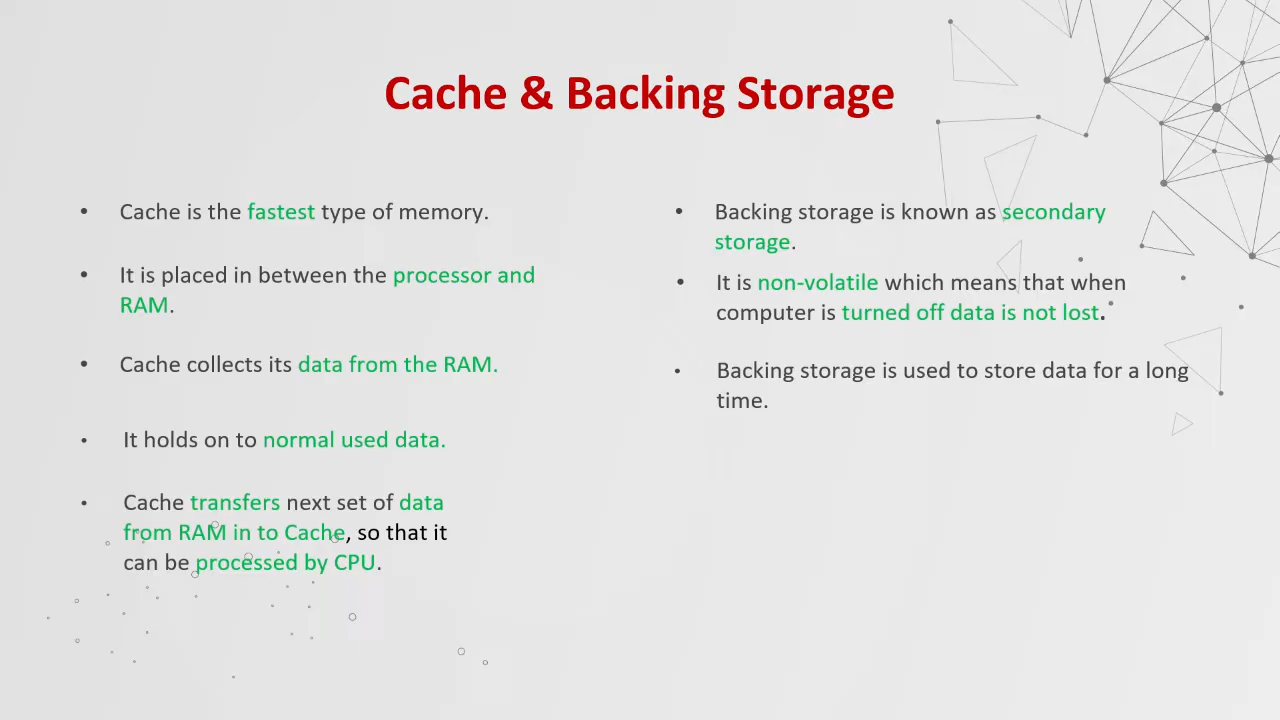 Cache & Backing Storage
• Cache is the fastest type of memory.
• It is placed in between the processor and
RAM.
• Cache collects its data from the RAM.
• It holds on to normal used data.
• Cache transfers next set of data
from RAM in to Cache, so that it
can be processed by CPU.
• Backing storage is known as secondary
storage.
• It is non-volatile which means that when
computer is turned off data is not lost.
• Backing storage is used to store data for a long
time.